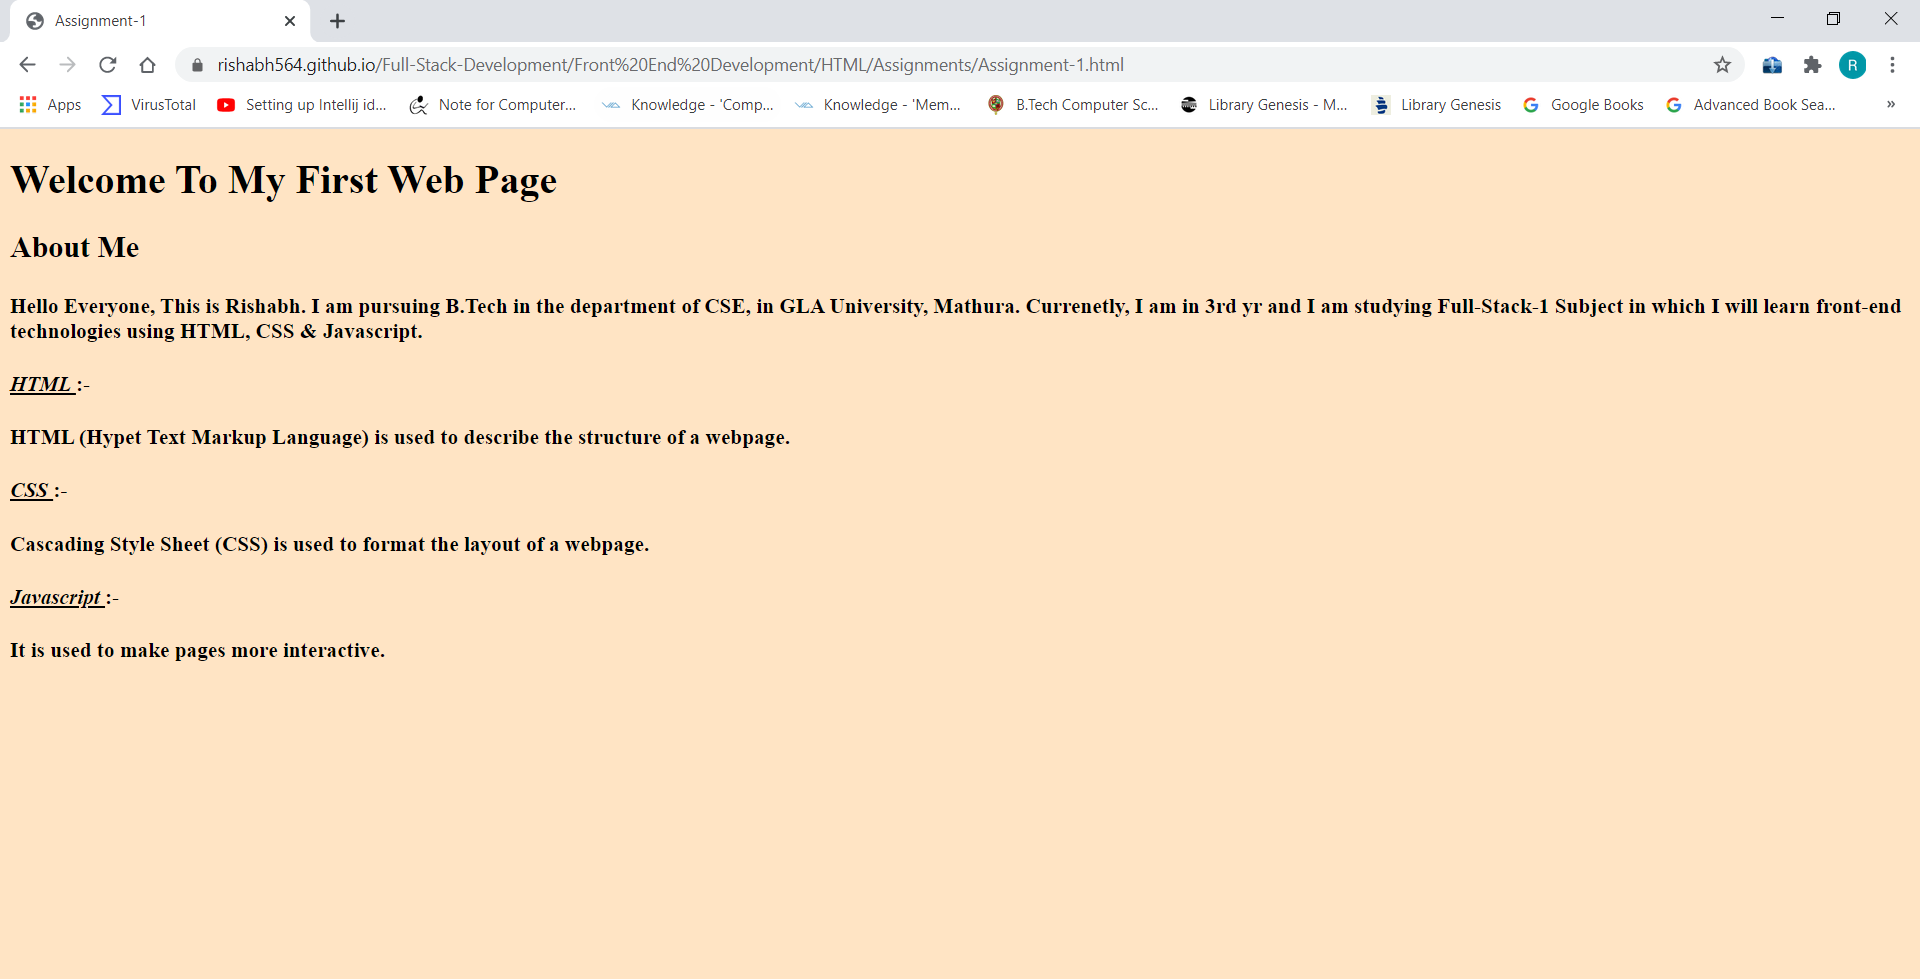 Assignment-1
rishabh564.github.io/Full-Stack-Development/Front%20End%20Development/HTML/Assignments/Assignment-1.html
R
Apps VirusTotal Setting up Intellij id... Note for Computer... Knowledge - 'Comp... Knowledge - 'Mem... B.Tech Computer Sc... Library Genesis - M... Library Genesis Google Books Advanced Book Sea... »
Welcome To My First Web Page
About Me
Hello Everyone, This is Rishabh. I am pursuing B.Tech in the department of CSE, in GLA University, Mathura. Currenetly, I am in 3rd yr and I am studying Full-Stack-1 Subject in which I will learn front-end
technologies using HTML, CSS & Javascript.
HTML :-
HTML (Hypet Text Markup Language) is used to describe the structure of a webpage.
CSS :-
Cascading Style Sheet (CSS) is used to format the layout of a webpage.
Javascript :-
It is used to make pages more interactive.